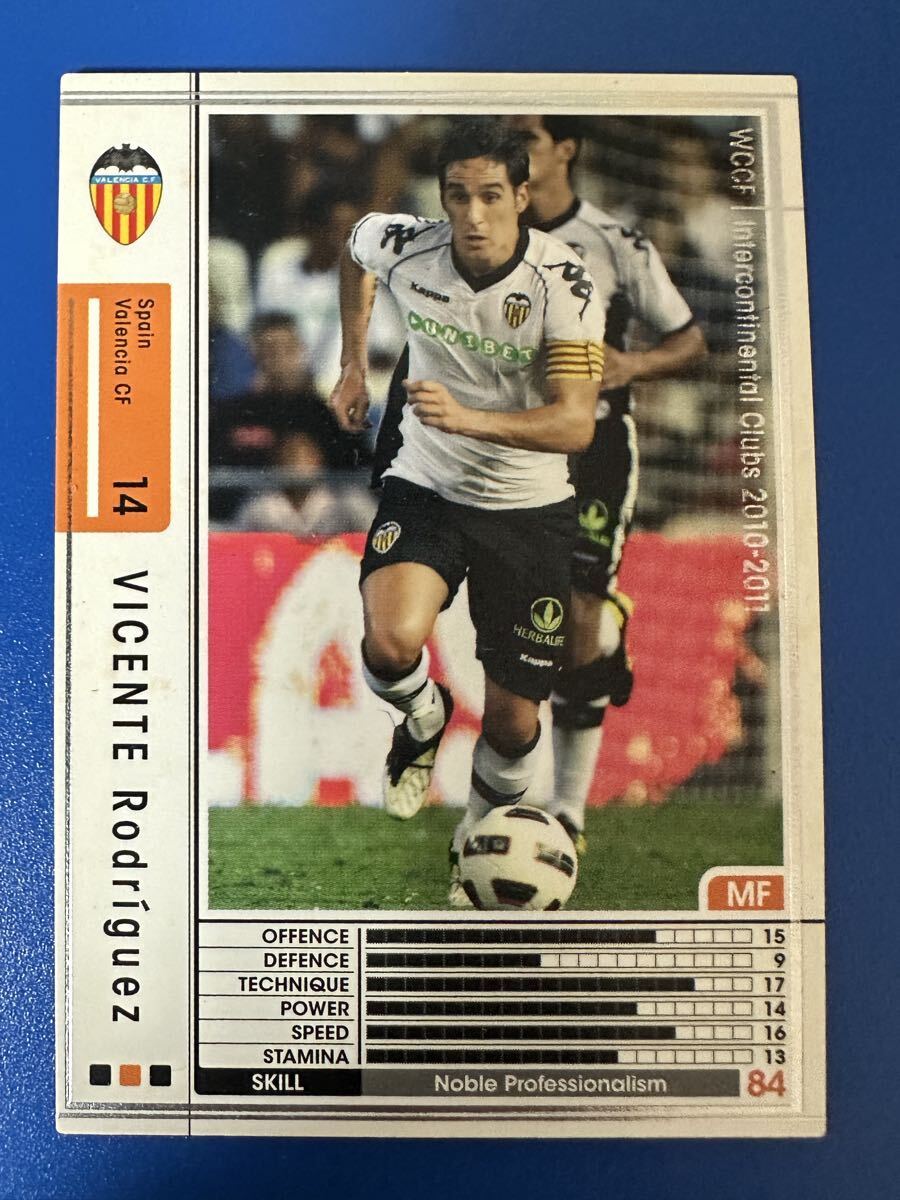 VALENCIA C.F
Spain
Valencia CF
14
VICENTE Rodríguez
WCCF Intercontinental Clubs 2010-2011
Kappa
UNIBET
HERBALIFE
Kappa
A
MF
OFFENCE 15
DEFENCE 9
TECHNIQUE 17
POWER 14
SPEED 16
STAMINA 13
SKILL Noble Professionalism 84